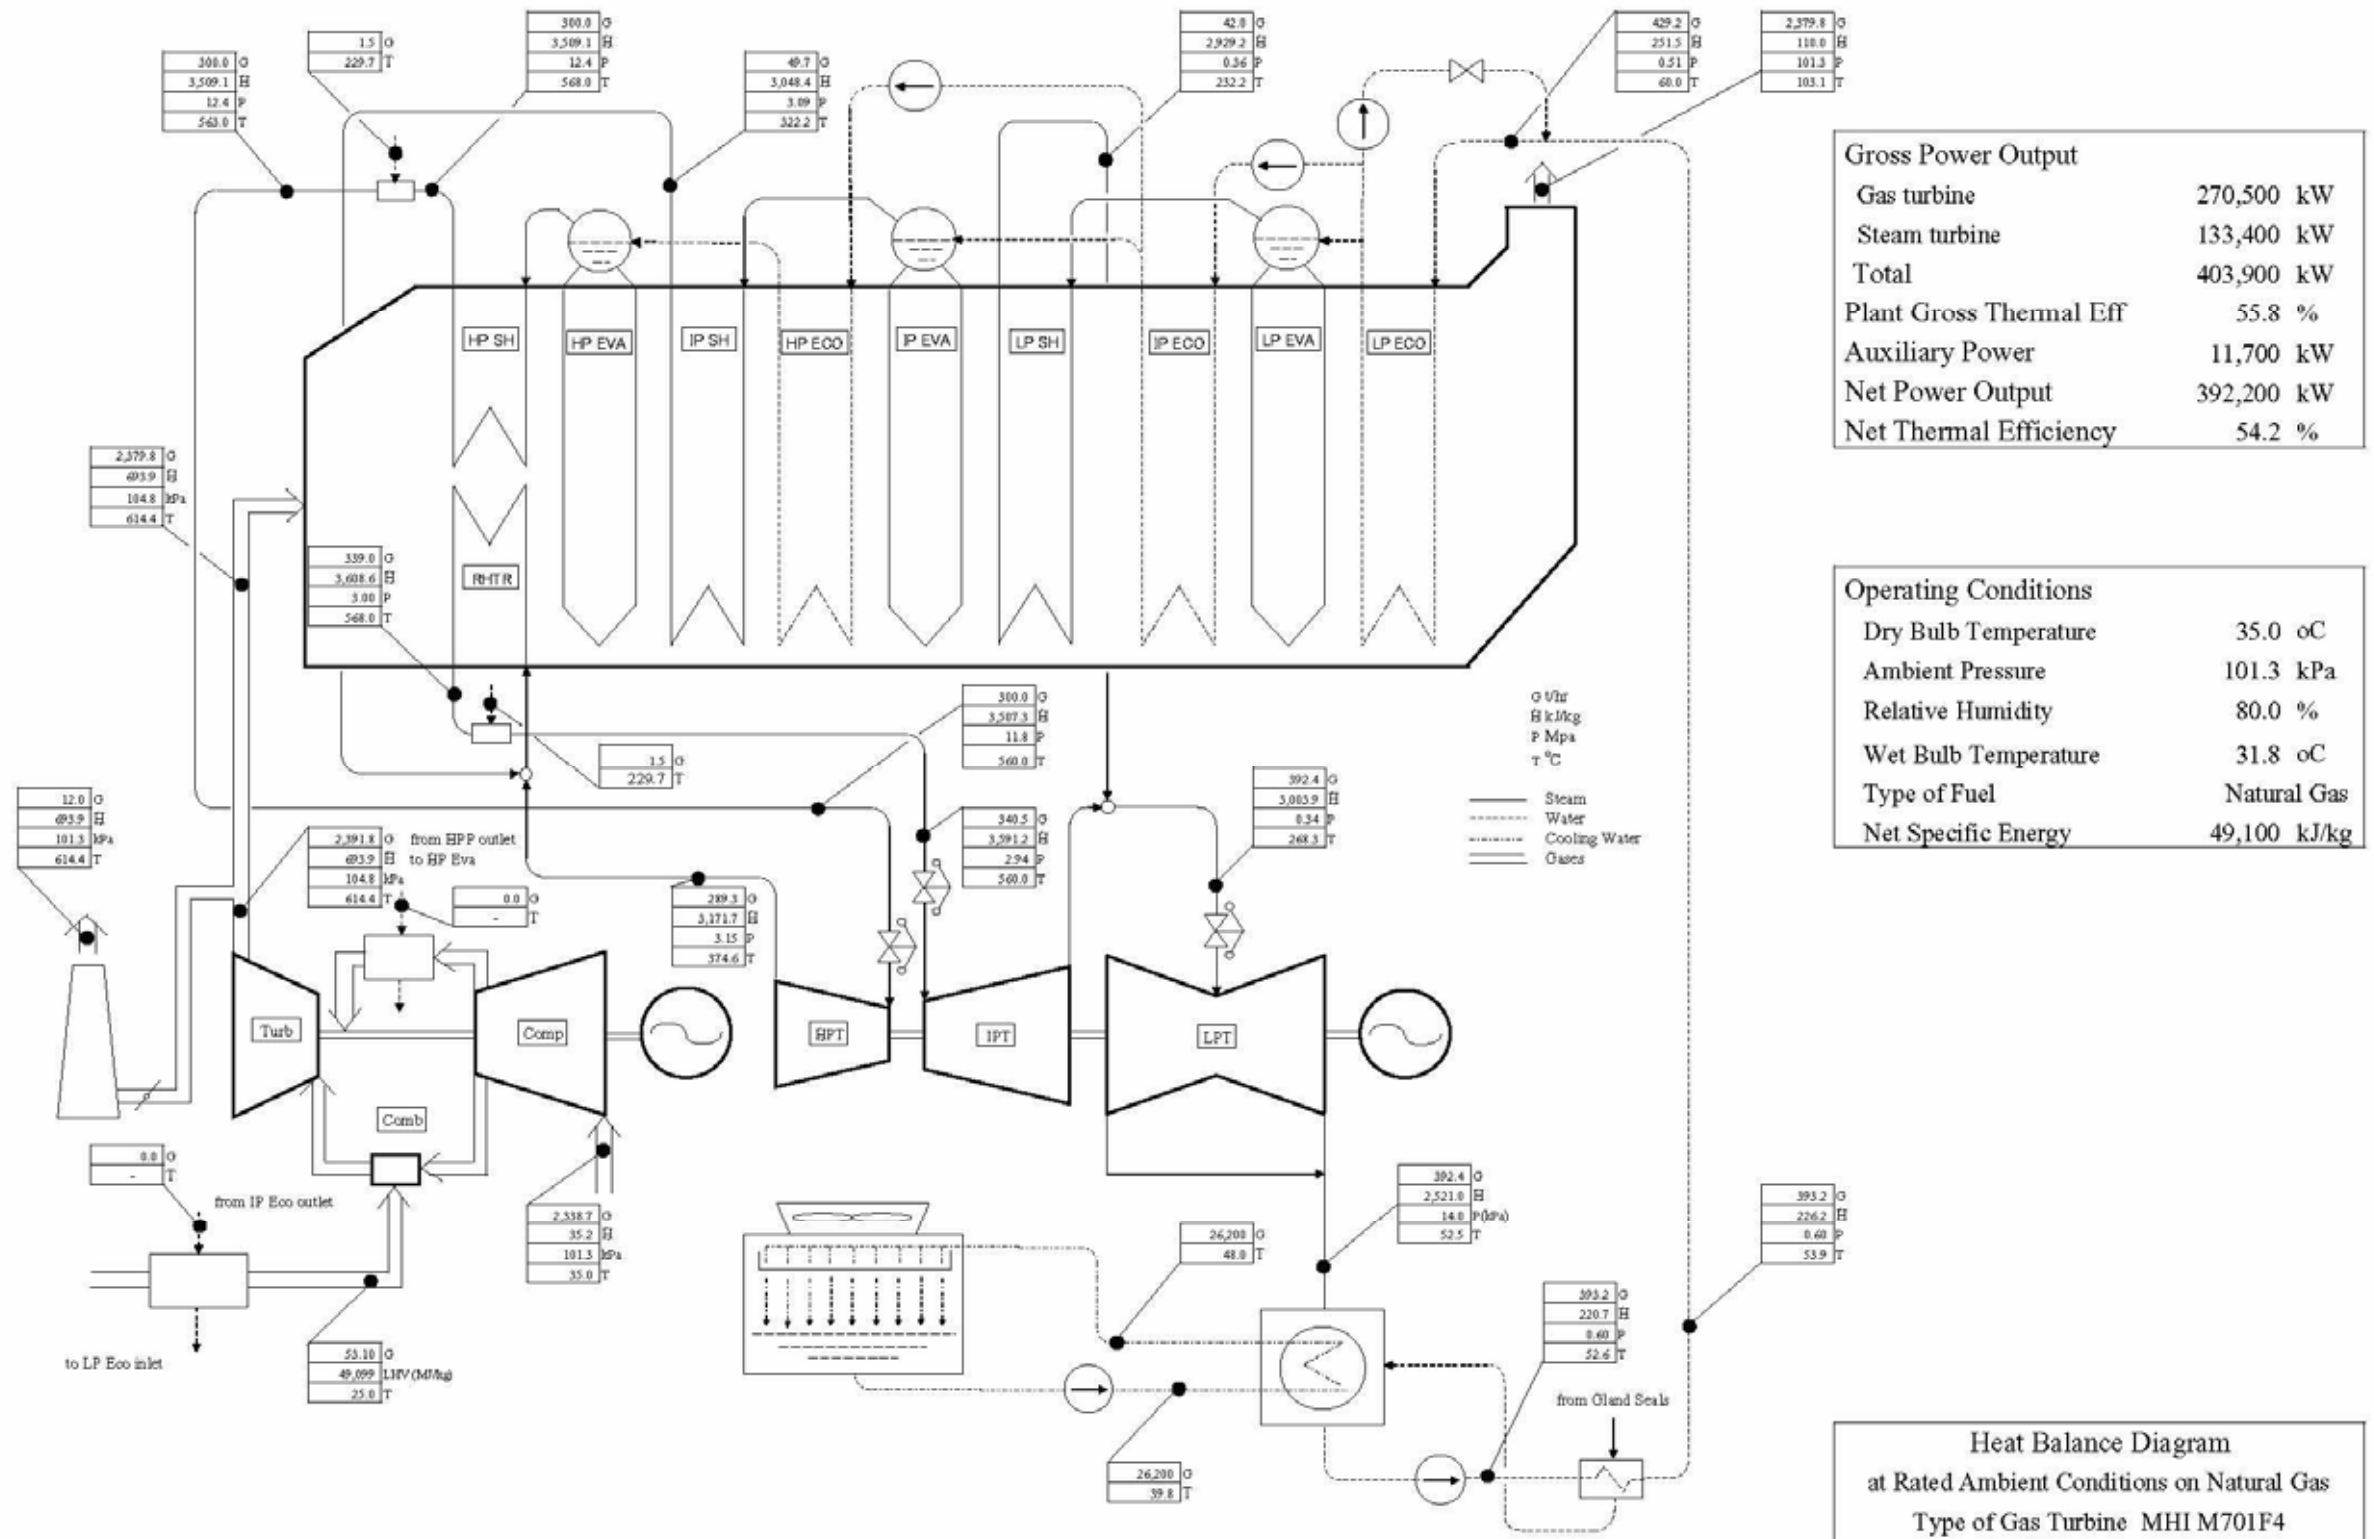 300.0 G
3,509.1 H
12.4 P
563.0 T
1.5 G
229.7 T
300.0 G
3,509.1 H
12.4 P
568.0 T
49.7 G
3,048.4 H
3.09 P
322.2 T
42.0 G
2,929.2 H
0.36 P
232.2 T
429.2 G
251.5 H
0.51 P
60.0 T
2,379.8 G
110.0 H
101.3 P
103.1 T
Gross Power Output
Gas turbine 270,500 kW
Steam turbine 133,400 kW
Total 403,900 kW
Plant Gross Thermal Eff 55.8 %
Auxiliary Power 11,700 kW
Net Power Output 392,200 kW
Net Thermal Efficiency 54.2 %
HP SH
HP EVA
IP SH
HP ECO
IP EVA
LP SH
IP ECO
LP EVA
LP ECO
2,379.8 G
693.9 H
104.8 kPa
614.4 T
339.0 G
3,608.6 H
3.00 P
568.0 T
RHTR
Operating Conditions
Dry Bulb Temperature 35.0 oC
Ambient Pressure 101.3 kPa
Relative Humidity 80.0 %
Wet Bulb Temperature 31.8 oC
Type of Fuel Natural Gas
Net Specific Energy 49,100 kJ/kg
1.5 G
229.7 T
300.0 G
3,507.3 H
11.8 P
560.0 T
G t/hr
H kJ/kg
P Mpa
T °C
Steam
Water
Cooling Water
Gases
12.0 G
693.9 H
101.3 kPa
614.4 T
2,391.8 G
693.9 H
104.8 kPa
614.4 T
from HPP outlet
to HP Eva
0.0 G
- T
289.3 G
3,171.7 H
3.15 P
374.6 T
340.5 G
3,591.2 H
2.94 P
560.0 T
392.4 G
3,003.9 H
0.34 P
268.3 T
Turb
Comp
HPT
IPT
LPT
Comb
0.0 G
- T
from IP Eco outlet
to LP Eco inlet
53.10 G
49,099 LHV (MJ/kg)
25.0 T
2,338.7 G
35.2 H
101.3 kPa
35.0 T
26,200 G
48.0 T
392.4 G
2,521.0 H
14.0 P(kPa)
52.5 T
393.2 G
220.7 H
0.60 P
52.6 T
393.2 G
226.2 H
0.60 P
53.9 T
from Gland Seals
26,200 G
39.8 T
Heat Balance Diagram
at Rated Ambient Conditions on Natural Gas
Type of Gas Turbine MHI M701F4